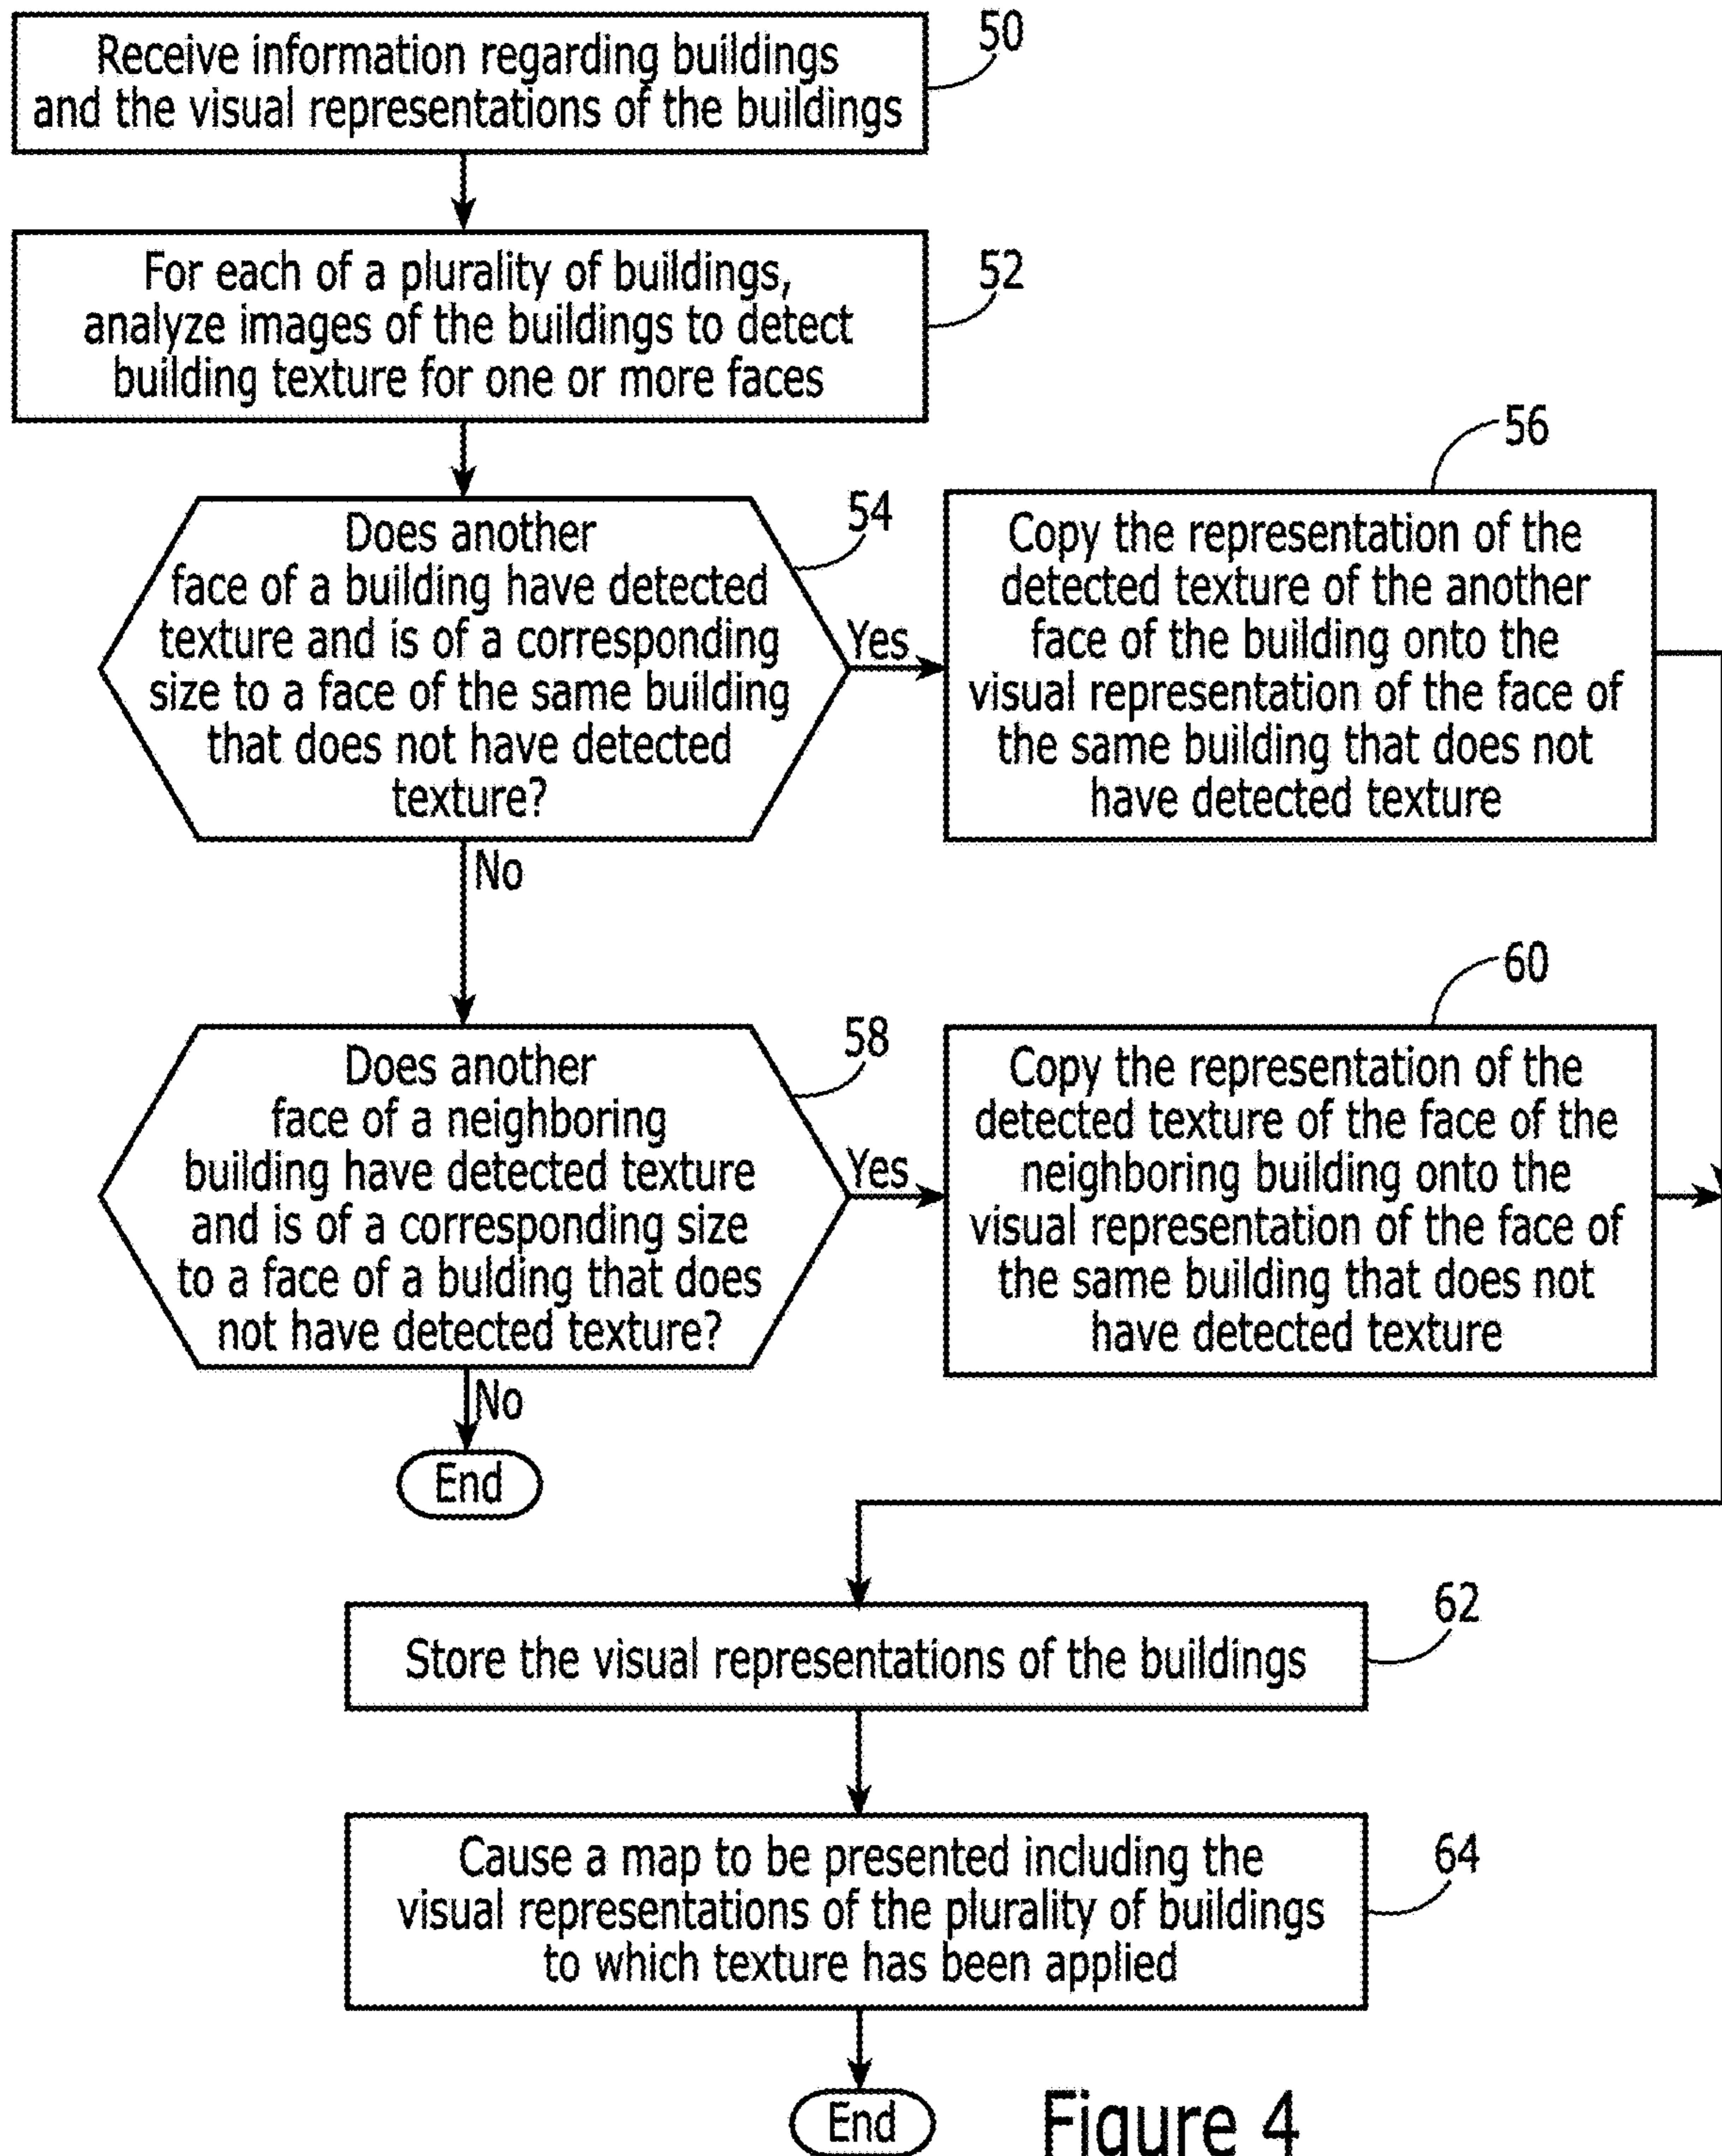 Receive information regarding buildings
and the visual representations of the buildings
50
For each of a plurality of buildings,
analyze images of the buildings to detect
building texture for one or more faces
52
Does another
face of a building have detected
texture and is of a corresponding
size to a face of the same building
that does not have detected
texture?
54
Yes
No
Copy the representation of the
detected texture of the another
face of the building onto the
visual representation of the face of
the same building that does not
have detected texture
56
Does another
face of a neighboring
building have detected texture
and is of a corresponding size
to a face of a bulding that does
not have detected texture?
58
Yes
No
Copy the representation of the
detected texture of the face of the
neighboring building onto the
visual representation of the face of
the same building that does not
have detected texture
60
End
Store the visual representations of the buildings
62
Cause a map to be presented including the
visual representations of the plurality of buildings
to which texture has been applied
64
End
Figure 4